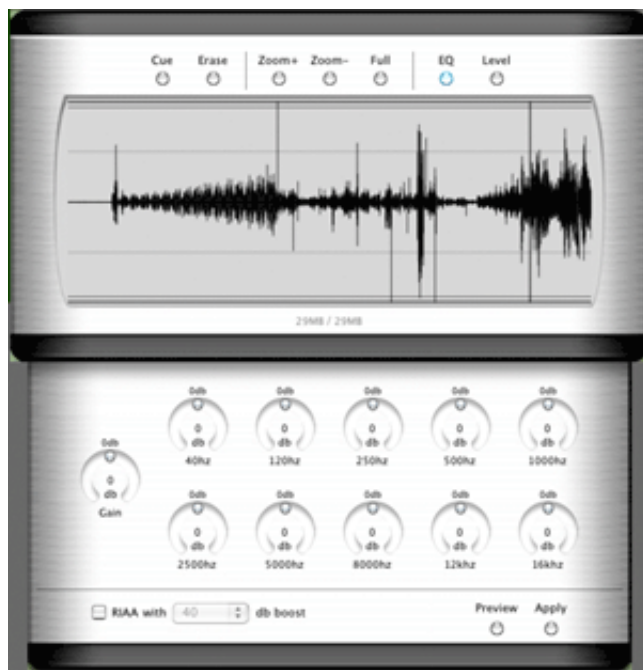 Cue Erase Zoom+ Zoom- Full EQ Level
29MB / 29MB
0db 0db 0db 0db 0db
0 0 0 0 0
db db db db db
40hz 120hz 250hz 500hz 1000hz
0db
0
db
Gain
0db 0db 0db 0db 0db
0 0 0 0 0
db db db db db
2500hz 5000hz 8000hz 12khz 16khz
RIAA with 40 db boost Preview Apply